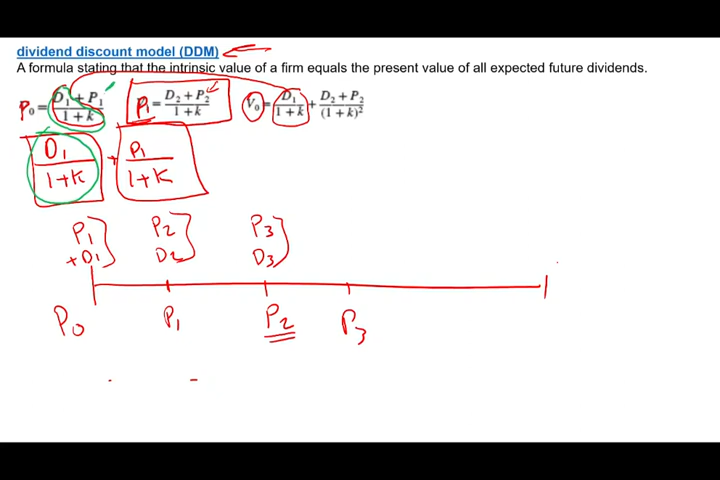 dividend discount model (DDM)
A formula stating that the intrinsic value of a firm equals the present value of all expected future dividends.
P0 = D1 + P1 / 1 + k P1 = D2 + P2 / 1 + k V0 = D1 / 1 + k + D2 + P2 / (1 + k)²
D1 / 1+K + P1 / 1+K
P1 P2 P3
+D1 D2 D3
P0 P1 P2 P3